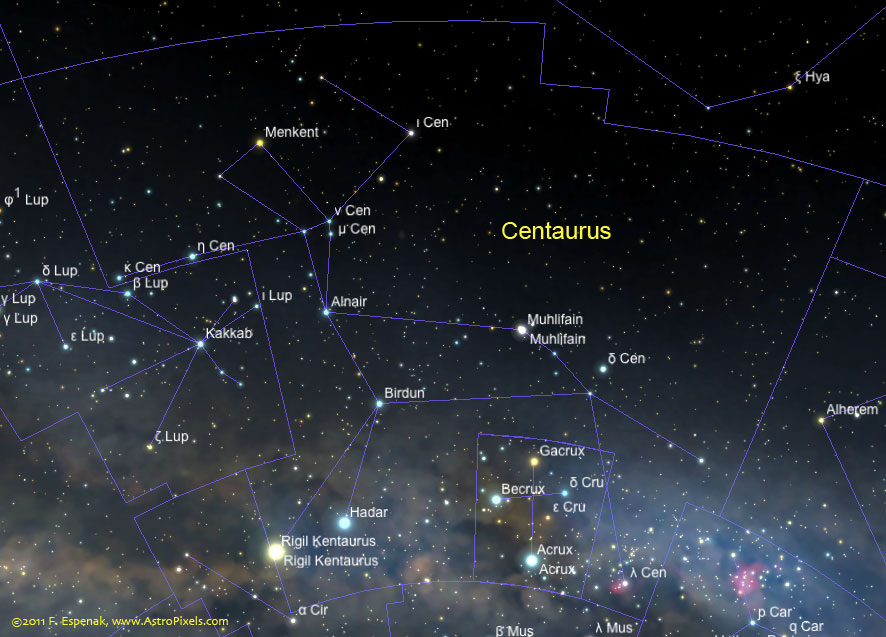 ξ Hya
ι Cen
Menkent
φ¹ Lup
ν Cen
μ Cen
Centaurus
η Cen
κ Cen
δ Lup
β Lup
ι Lup
γ Lup
γ Lup
Alnair
Muhlifain
Muhlifain
Kakkab
ε Lup
δ Cen
Birdun
Alherem
ζ Lup
Gacrux
Becrux
δ Cru
ε Cru
Hadar
Rigil Kentaurus
Rigil Kentaurus
Acrux
Acrux
λ Cen
α Cir
p Car
q Car
β Mus
λ Mus
©2011 F. Espenak, www.AstroPixels.com